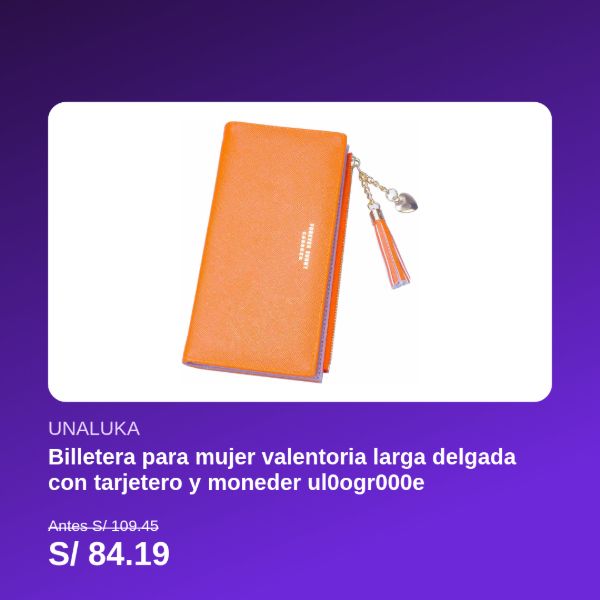 UNALUKA
Billetera para mujer valentoria larga delgada
con tarjetero y moneder ul0ogr000e
Antes S/ 109.45
S/ 84.19